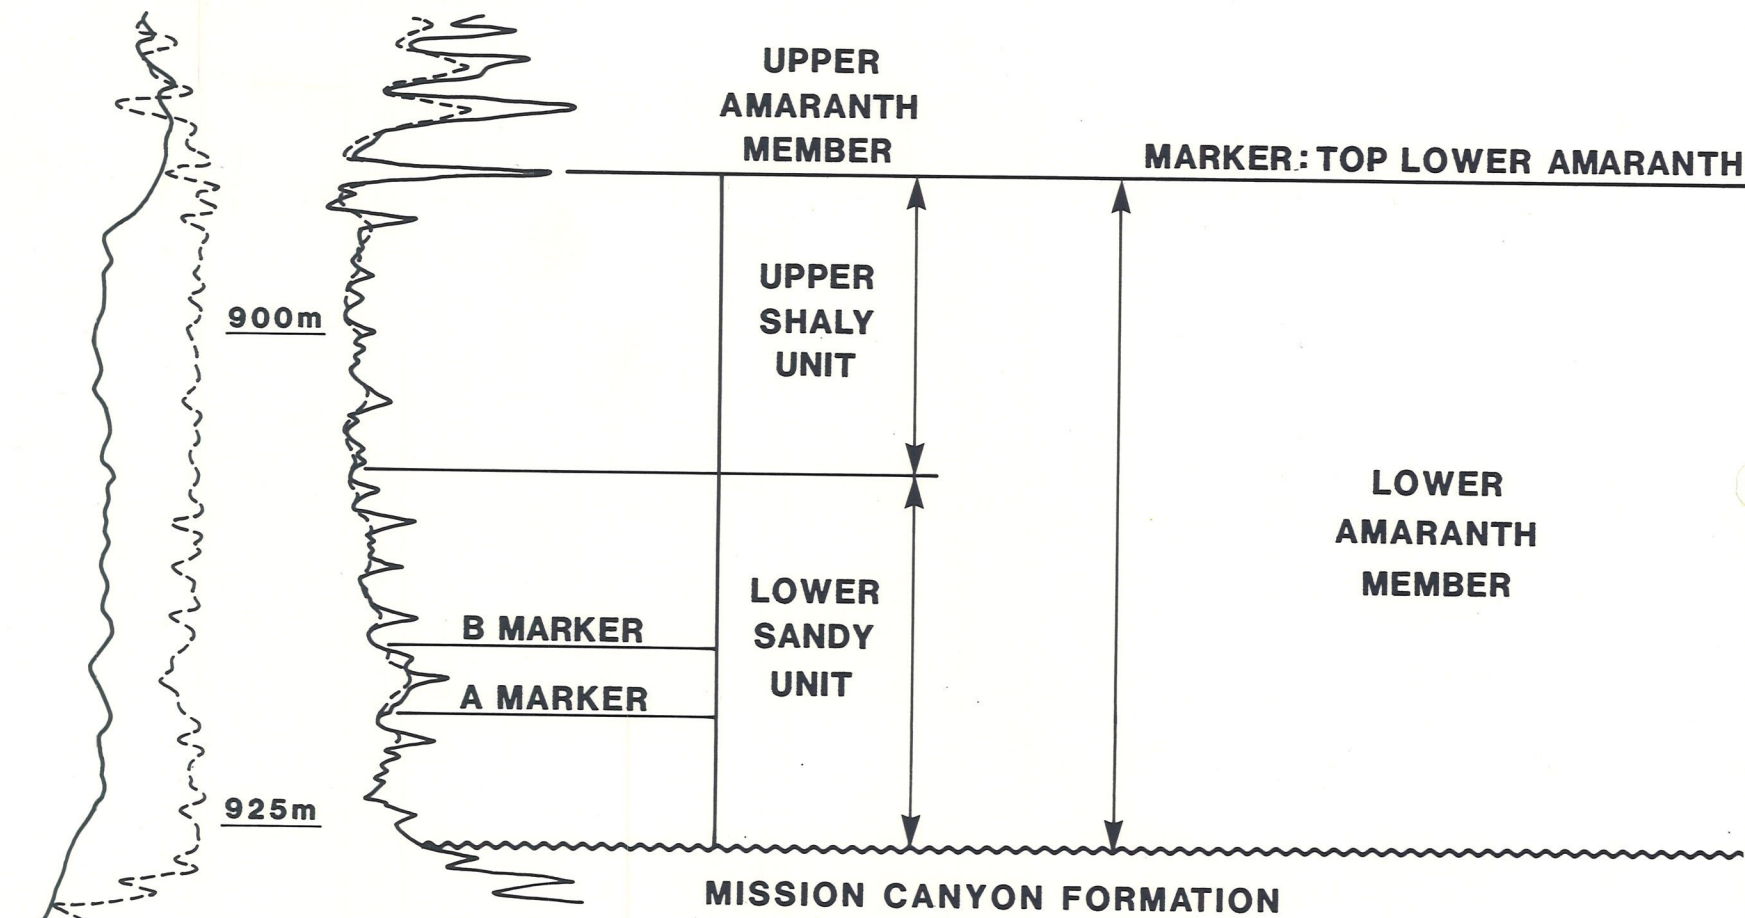 UPPER
AMARANTH
MEMBER
MARKER: TOP LOWER AMARANTH
UPPER
SHALY
UNIT
900m
LOWER
AMARANTH
MEMBER
LOWER
SANDY
UNIT
B MARKER
A MARKER
925m
MISSION CANYON FORMATION